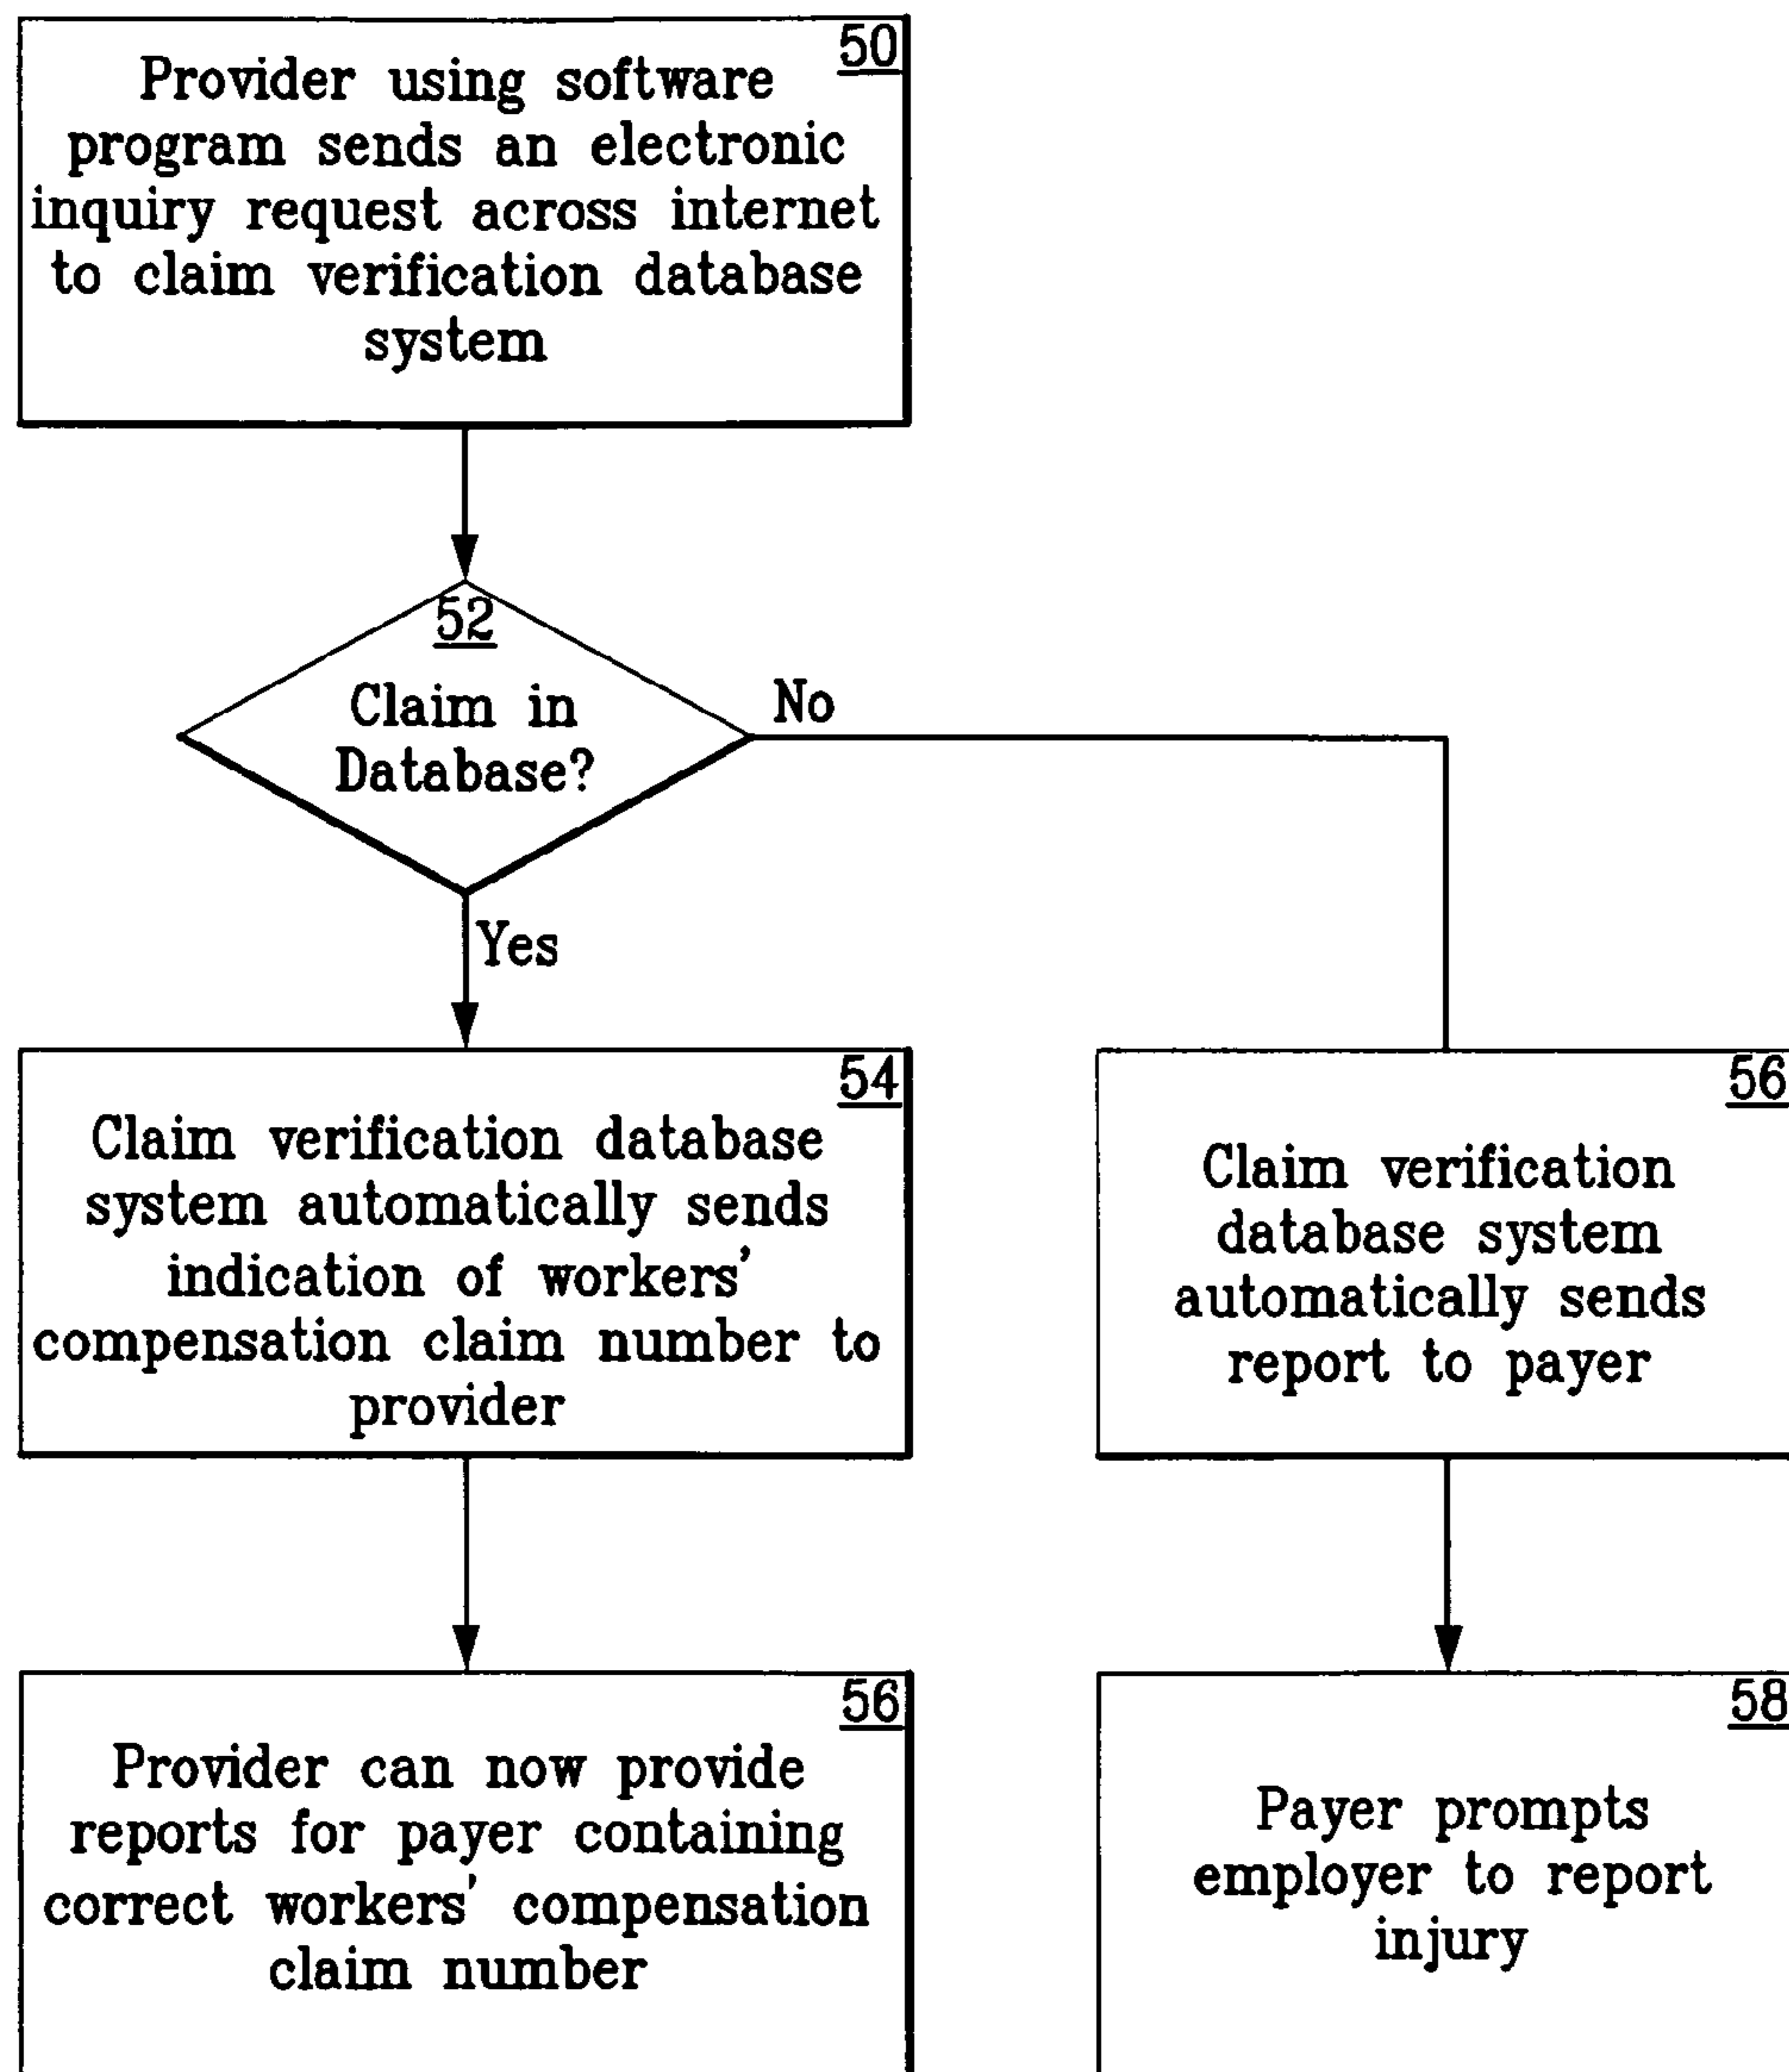 50
Provider using software
program sends an electronic
inquiry request across internet
to claim verification database
system
52
Claim in
Database?
No
Yes
54
Claim verification database
system automatically sends
indication of workers'
compensation claim number to
provider
56
Claim verification
database system
automatically sends
report to payer
56
Provider can now provide
reports for payer containing
correct workers' compensation
claim number
58
Payer prompts
employer to report
injury